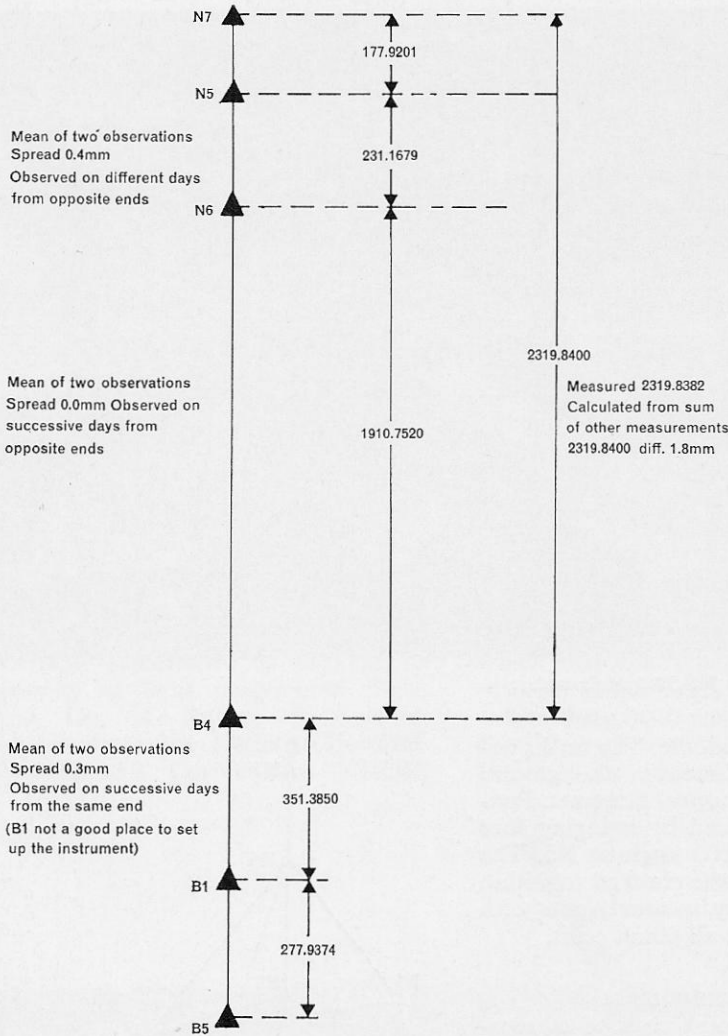 N7
177.9201
N5
Mean of two observations
Spread 0.4mm
231.1679
Observed on different days
from opposite ends
N6
2319.8400
Mean of two observations
Measured 2319.8382
Spread 0.0mm Observed on
Calculated from sum
successive days from
1910.7520
of other measurements
opposite ends
2319.8400 diff. 1.8mm
B4
Mean of two observations
Spread 0.3mm
Observed on successive days
351.3850
from the same end
(B1 not a good place to set
up the instrument)
B1
277.9374
B5